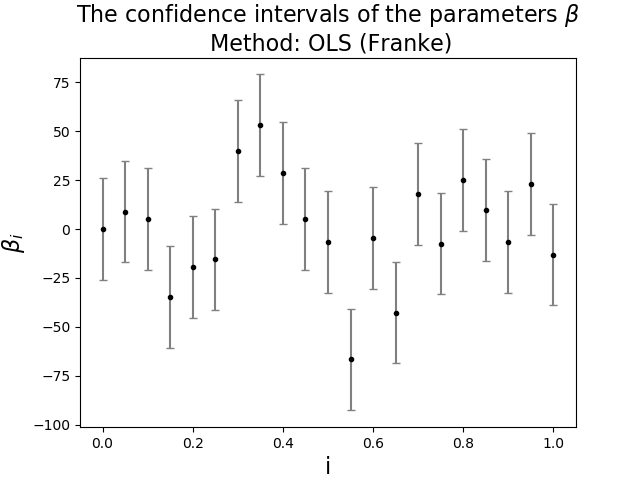 The confidence intervals of the parameters β
Method: OLS (Franke)
75
50
25
0
−25
−50
−75
−100
βi
0.0 0.2 0.4 0.6 0.8 1.0
i